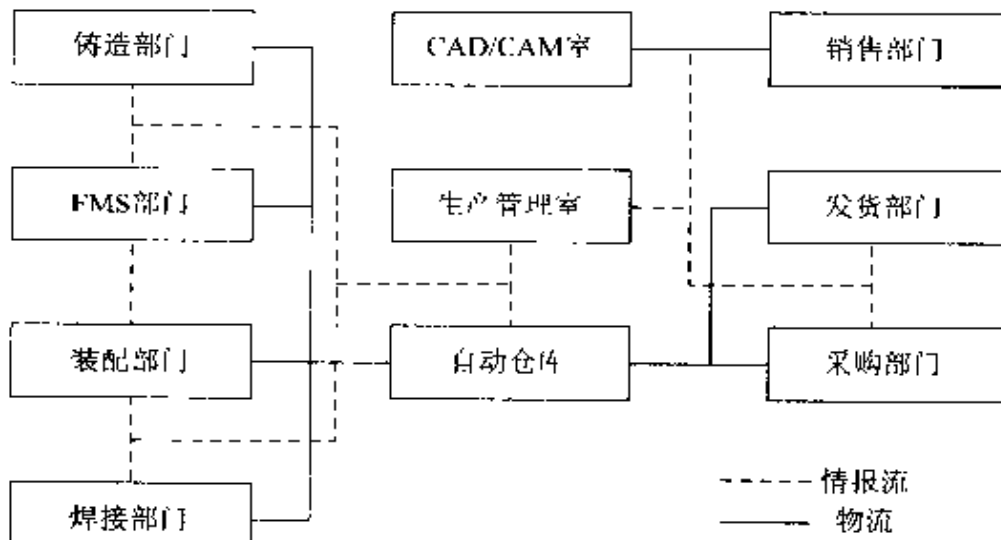 铸造部门
CAD/CAM室
销售部门
FMS部门
生产管理室
发货部门
装配部门
自动仓库
采购部门
焊接部门
情报流
物流